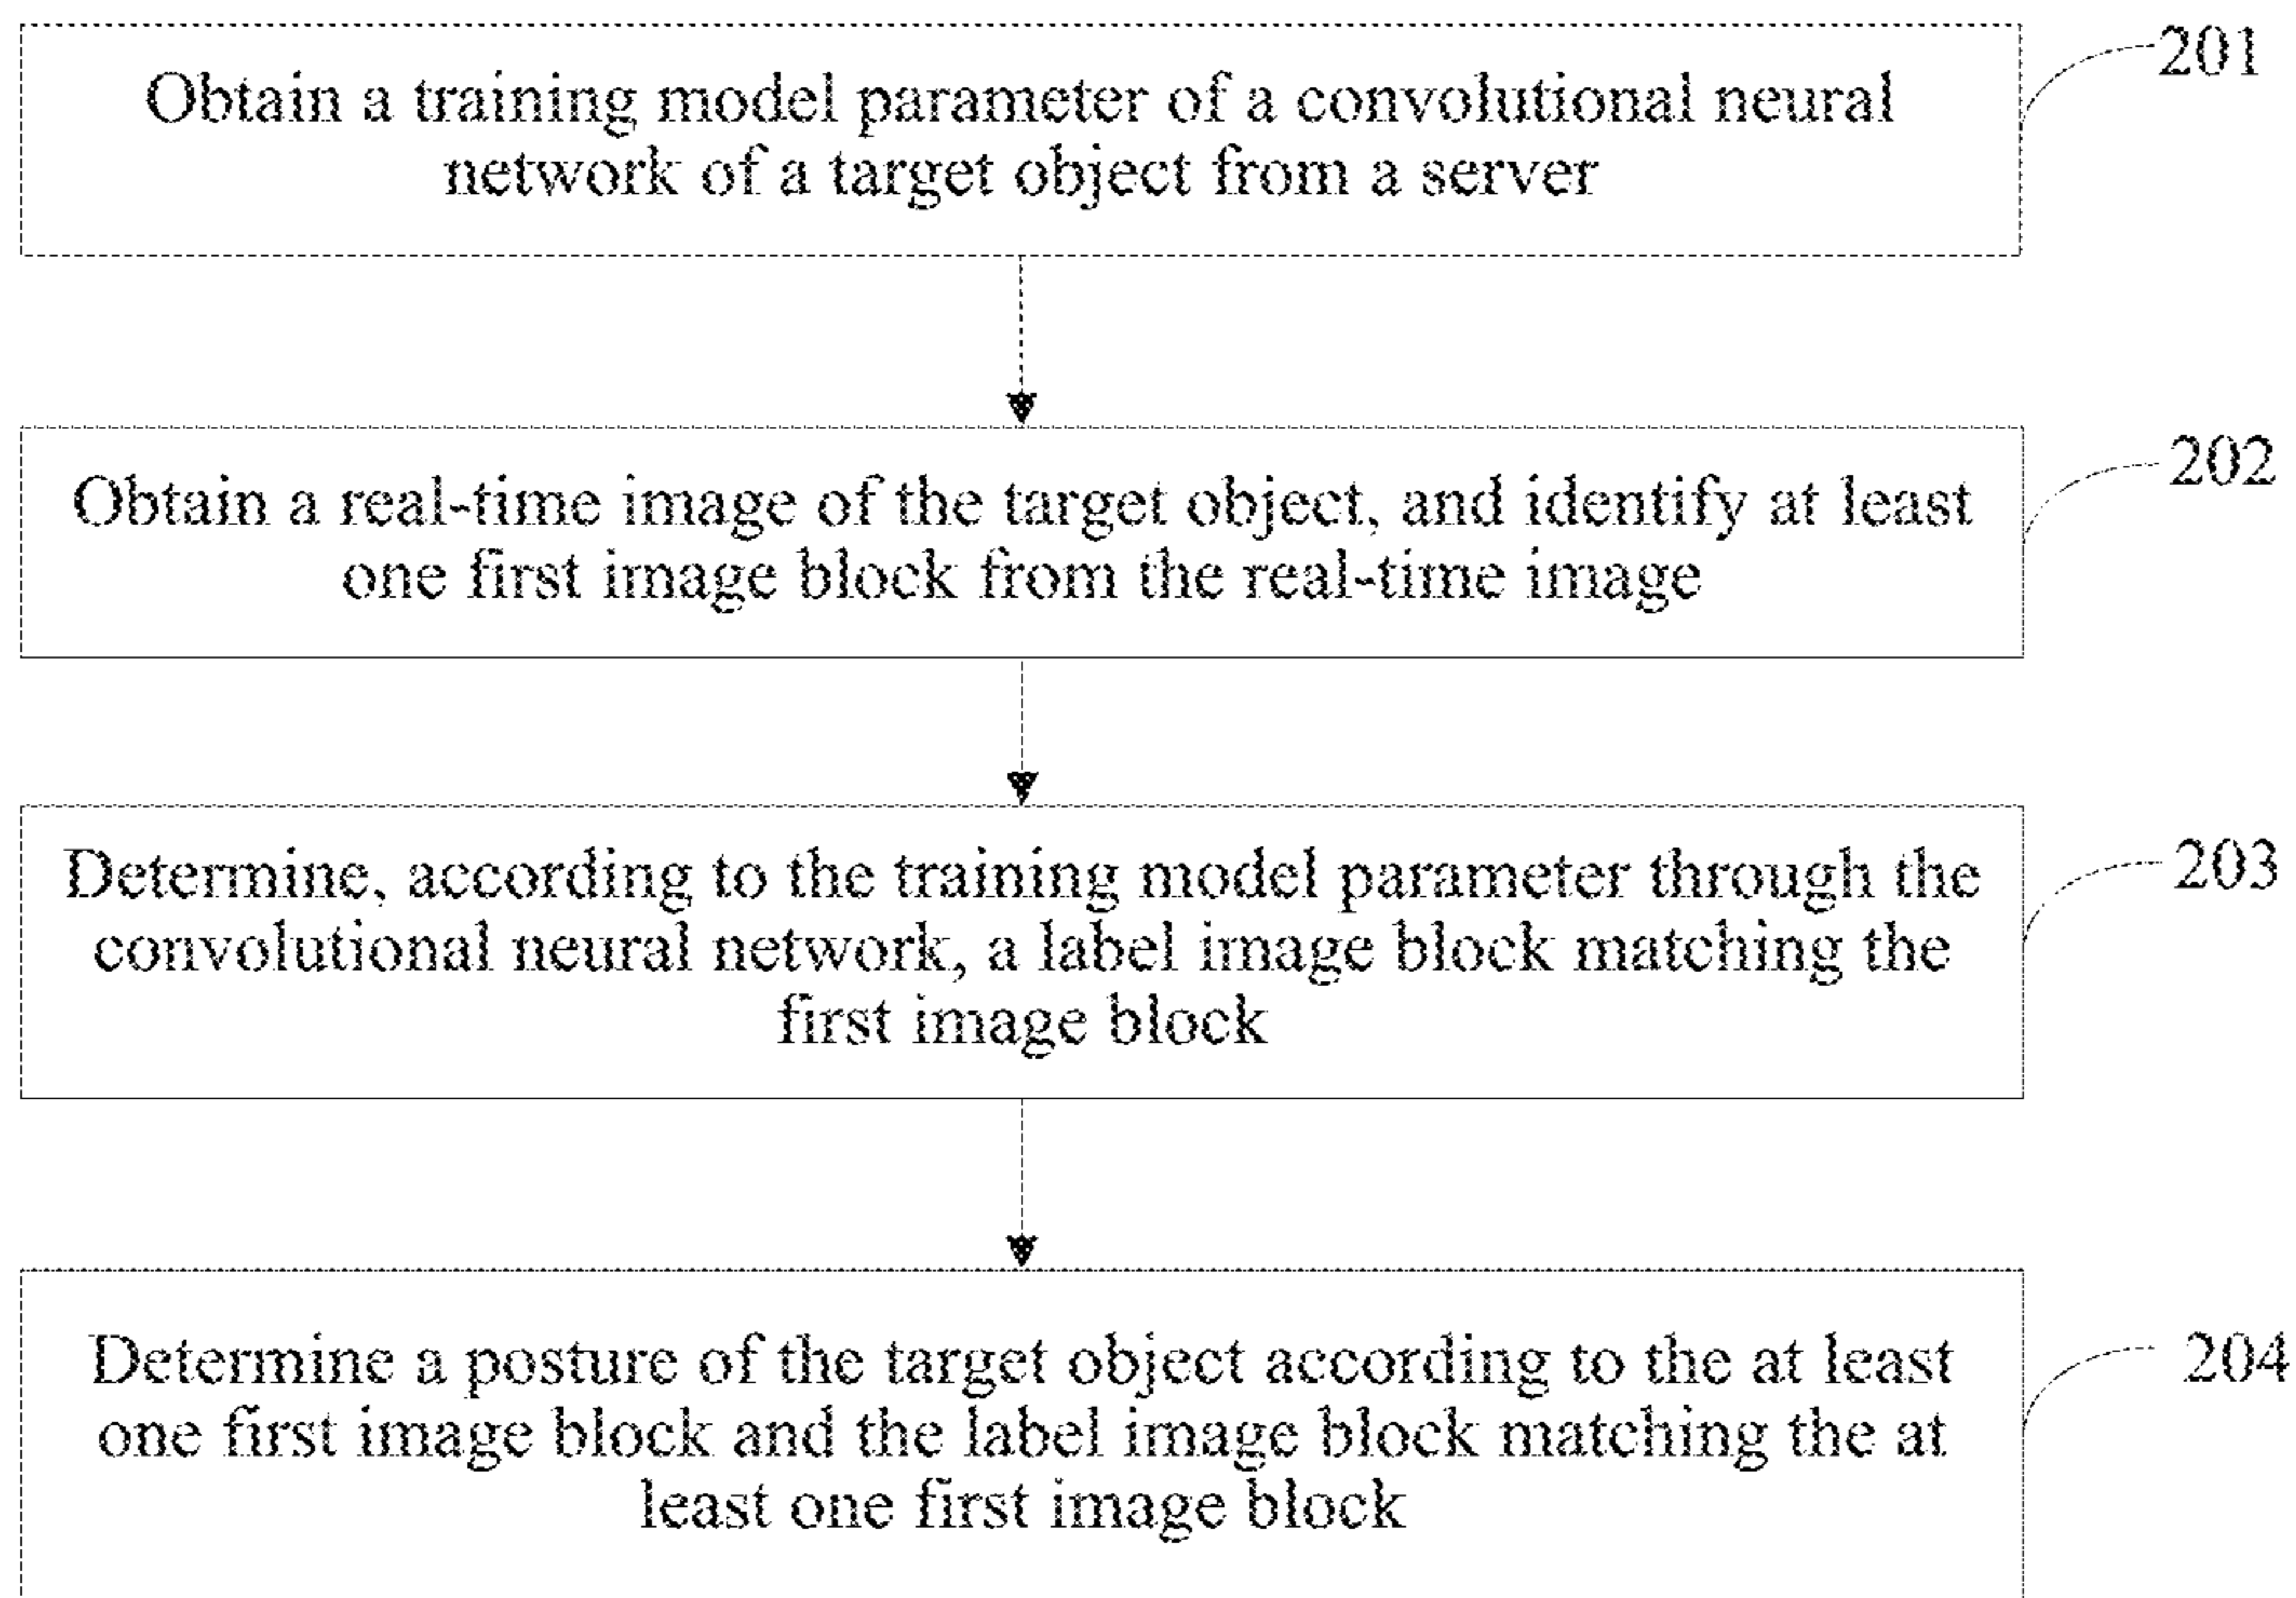 201
Obtain a training model parameter of a convolutional neural
network of a target object from a server
202
Obtain a real-time image of the target object, and identify at least
one first image block from the real-time image
203
Determine, according to the training model parameter through the
convolutional neural network, a label image block matching the
first image block
204
Determine a posture of the target object according to the at least
one first image block and the label image block matching the at
least one first image block